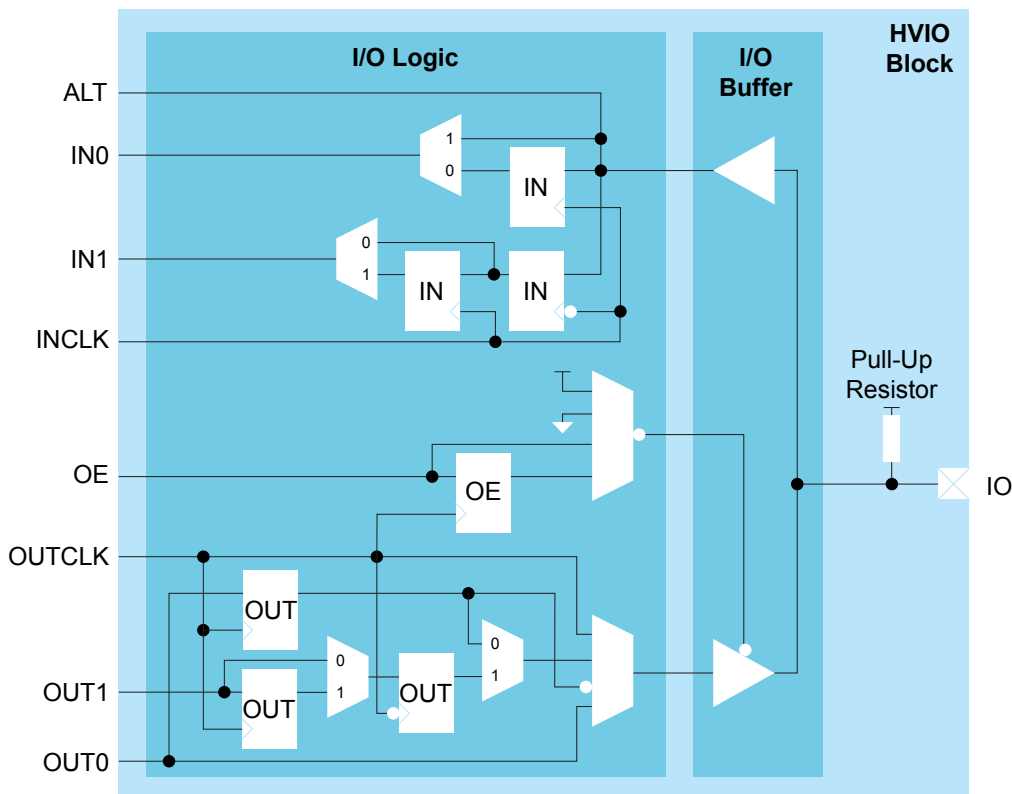 HVIO
Block
I/O Logic
I/O
Buffer
ALT
1
IN0
0
IN
0
IN1
1
IN
IN
INCLK
Pull-Up
Resistor
OE
OE
IO
OUTCLK
OUT
0
0
1
OUT1
1
OUT
OUT
OUT0